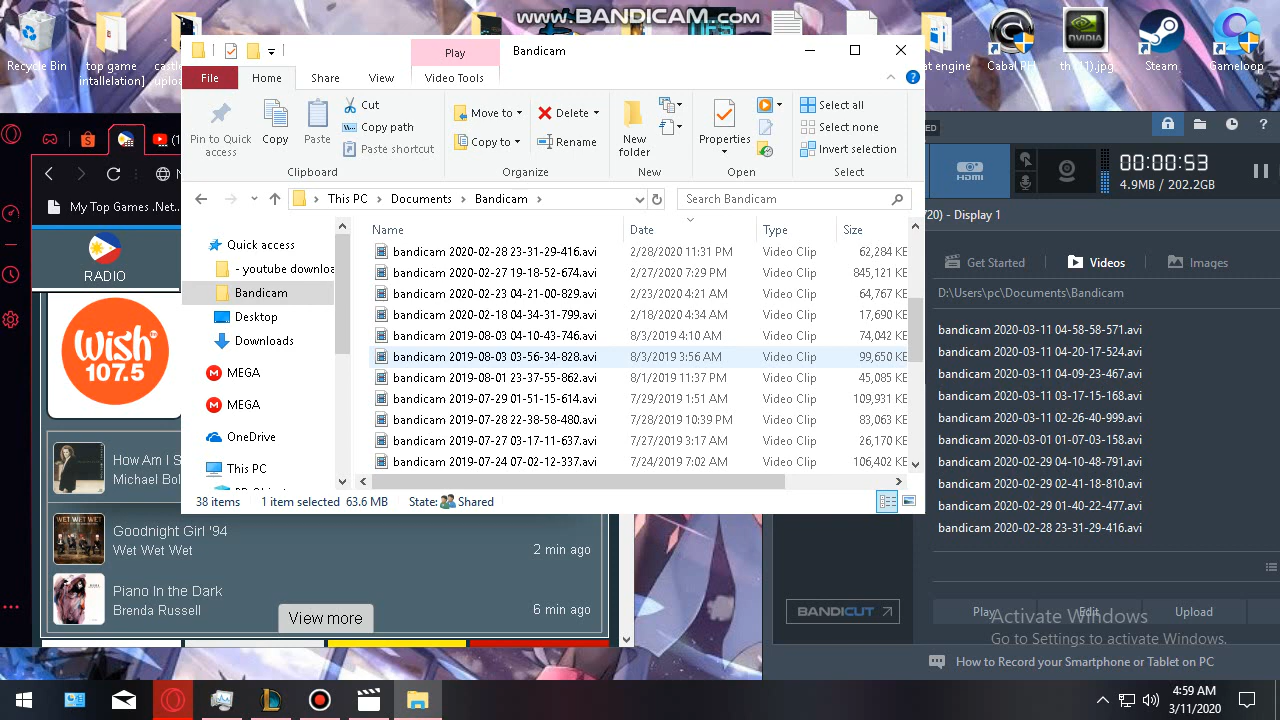 www.BANDICAM.com
Recycle Bin
top game
intallelation]
Cabal PH
Steam
Gameloop
Play
Bandicam
File
Home
Share
View
Video Tools
Pin to Quick
access
Copy
Paste
Cut
Copy path
Paste shortcut
Clipboard
Move to
Copy to
Delete
Rename
Organize
New
folder
New
Properties
Open
Select all
Select none
Invert selection
Select
This PC
Documents
Bandicam
Search Bandicam
My Top Games .Net...
RADIO
Wish
107.5
Quick access
- youtube downloa
Bandicam
Desktop
Downloads
MEGA
MEGA
OneDrive
This PC
Name Date Type Size
bandicam 2020-02-28 23-31-29-416.avi 2/28/2020 11:31 PM Video Clip 62,284 KE
bandicam 2020-02-27 19-18-52-674.avi 2/27/2020 7:29 PM Video Clip 845,121 KE
bandicam 2020-02-23 04-21-00-829.avi 2/23/2020 4:21 AM Video Clip 64,767 KE
bandicam 2020-02-18 04-34-31-799.avi 2/18/2020 4:34 AM Video Clip 17,690 KE
bandicam 2019-08-03 04-10-43-746.avi 8/3/2019 4:10 AM Video Clip 74,042 KE
bandicam 2019-08-03 03-56-34-828.avi 8/3/2019 3:56 AM Video Clip 99,650 KE
bandicam 2019-08-01 23-37-55-862.avi 8/1/2019 11:37 PM Video Clip 45,085 KE
bandicam 2019-07-29 01-51-15-614.avi 7/29/2019 1:51 AM Video Clip 109,931 KE
bandicam 2019-07-28 22-38-58-480.avi 7/28/2019 10:39 PM Video Clip 83,063 KE
bandicam 2019-07-27 03-17-11-637.avi 7/27/2019 3:17 AM Video Clip 26,170 KE
bandicam 2019-07-24 07-02-12-337.avi 7/24/2019 7:02 AM Video Clip 106,402 KE
38 items 1 item selected 63.6 MB State: Shared
How Am I S
Michael Bol
Goodnight Girl '94
Wet Wet Wet
2 min ago
Piano In the Dark
Brenda Russell
6 min ago
View more
HDMI
00:00:53
4.9MB / 202.2GB
- Display 1
Get Started
Videos
Images
D:\Users\pc\Documents\Bandicam
bandicam 2020-03-11 04-58-58-571.avi
bandicam 2020-03-11 04-20-17-524.avi
bandicam 2020-03-11 04-09-23-467.avi
bandicam 2020-03-11 03-17-15-168.avi
bandicam 2020-03-11 02-26-40-999.avi
bandicam 2020-03-01 01-07-03-158.avi
bandicam 2020-02-29 04-10-48-791.avi
bandicam 2020-02-29 02-41-18-810.avi
bandicam 2020-02-29 01-40-22-477.avi
bandicam 2020-02-28 23-31-29-416.avi
BANDICUT
Play
Edit
Upload
Activate Windows
Go to Settings to activate Windows.
How to Record your Smartphone or Tablet on PC
4:59 AM
3/11/2020